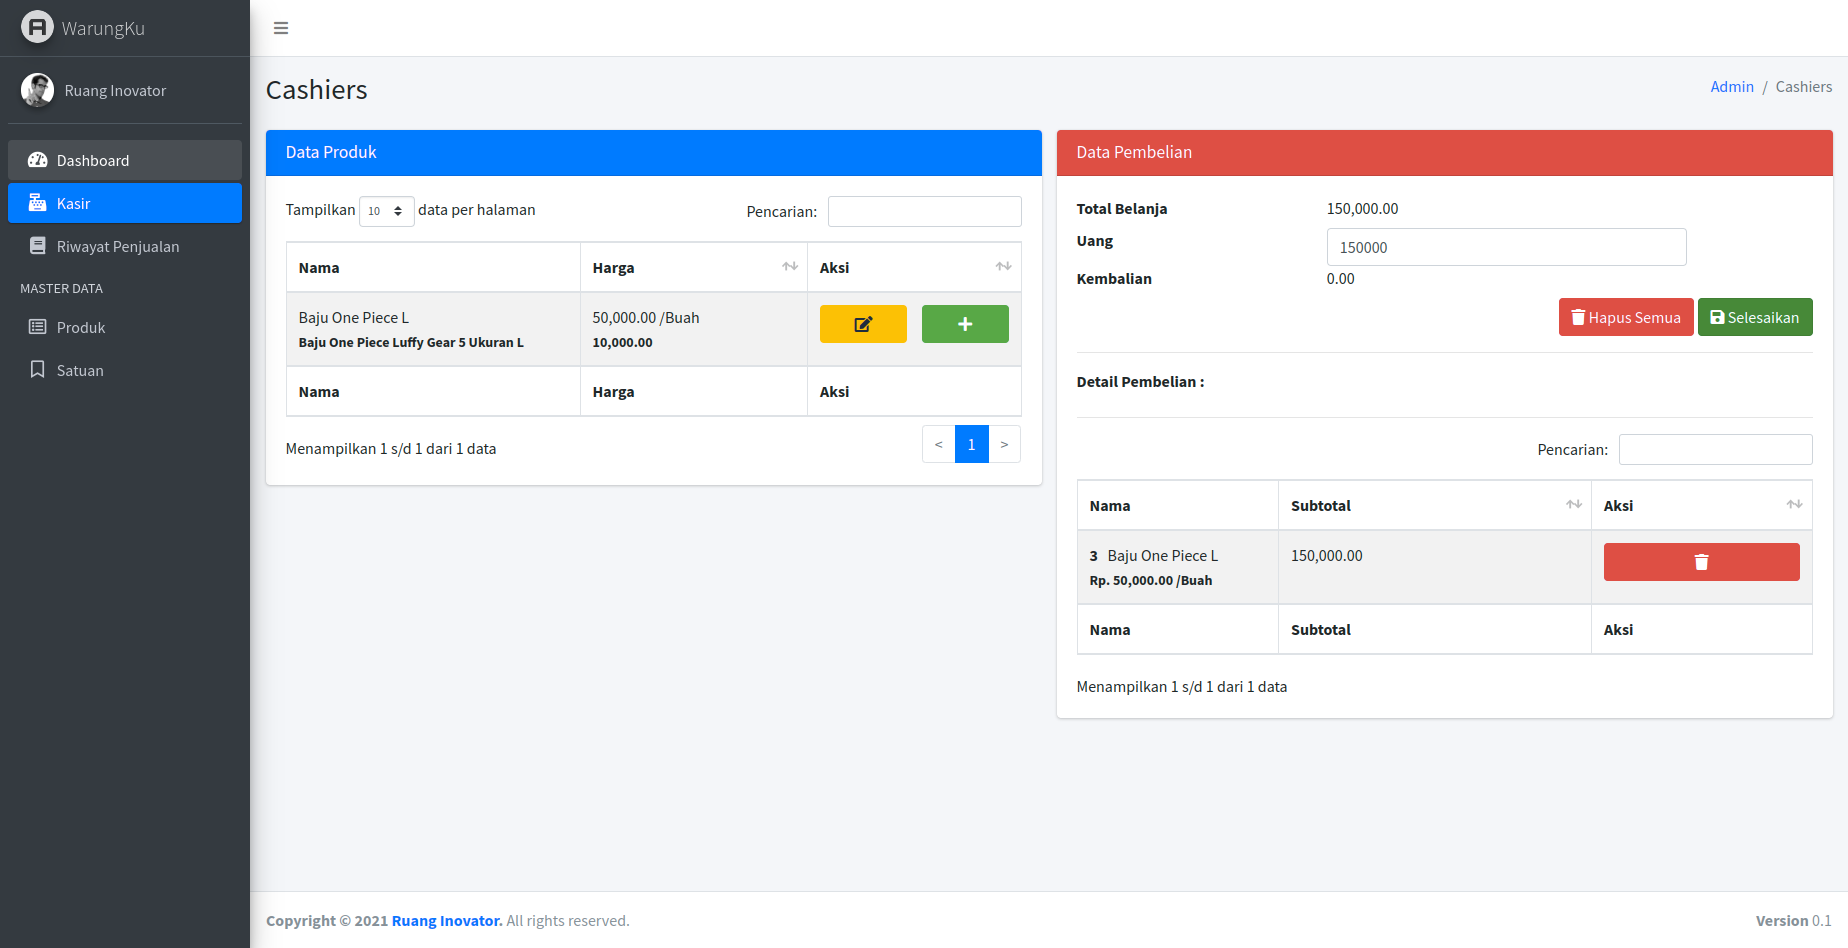 WarungKu
Ruang Inovator
Dashboard
Kasir
Riwayat Penjualan
MASTER DATA
Produk
Satuan
Cashiers
Admin / Cashiers
Data Produk
Tampilkan 10 data per halaman
Pencarian:
Nama Harga Aksi
Baju One Piece L 50,000.00 /Buah
Baju One Piece Luffy Gear 5 Ukuran L 10,000.00
Nama Harga Aksi
Menampilkan 1 s/d 1 dari 1 data
< 1 >
Data Pembelian
Total Belanja 150,000.00
Uang 150000
Kembalian 0.00
Hapus Semua Selesaikan
Detail Pembelian :
Pencarian:
Nama Subtotal Aksi
3 Baju One Piece L 150,000.00
Rp. 50,000.00 /Buah
Nama Subtotal Aksi
Menampilkan 1 s/d 1 dari 1 data
Copyright © 2021 Ruang Inovator. All rights reserved.
Version 0.1